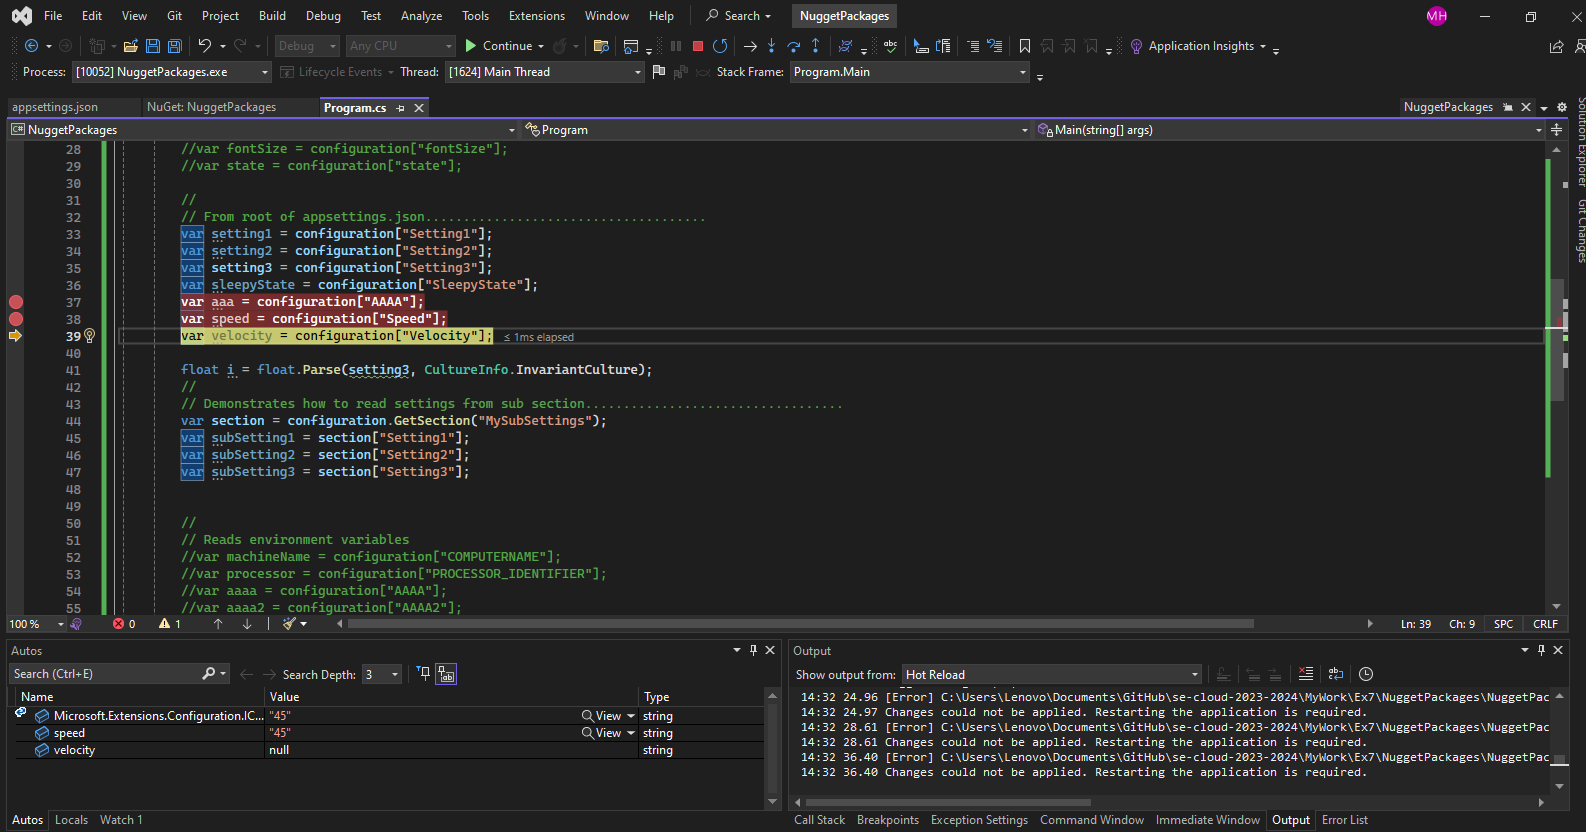 File Edit View Git Project Build Debug Test Analyze Tools Extensions Window Help Search NuggetPackages MH
Debug Any CPU Continue Application Insights
Process: [10052] NuggetPackages.exe Lifecycle Events Thread: [1624] Main Thread Stack Frame: Program.Main
appsettings.json NuGet: NuggetPackages Program.cs NuggetPackages
C# NuggetPackages Program Main(string[] args)
Solution Explorer
Git Changes
28 //var fontSize = configuration["fontSize"];
29 //var state = configuration["state"];
30
31 //
32 // From root of appsettings.json.....................................
33 var setting1 = configuration["Setting1"];
34 var setting2 = configuration["Setting2"];
35 var setting3 = configuration["Setting3"];
36 var sleepyState = configuration["SleepyState"];
37 var aaa = configuration["AAAA"];
38 var speed = configuration["Speed"];
39 var velocity = configuration["Velocity"]; ≤ 1ms elapsed
40
41 float i = float.Parse(setting3, CultureInfo.InvariantCulture);
42 //
43 // Demonstrates how to read settings from sub section..................................
44 var section = configuration.GetSection("MySubSettings");
45 var subSetting1 = section["Setting1"];
46 var subSetting2 = section["Setting2"];
47 var subSetting3 = section["Setting3"];
48
49
50 //
51 // Reads environment variables
52 //var machineName = configuration["COMPUTERNAME"];
53 //var processor = configuration["PROCESSOR_IDENTIFIER"];
54 //var aaaa = configuration["AAAA"];
55 //var aaaa2 = configuration["AAAA2"];
100 % 0 1 Ln: 39 Ch: 9 SPC CRLF
Autos
Search (Ctrl+E) Search Depth: 3
Name Value Type
Microsoft.Extensions.Configuration.IC... "45" View string
speed "45" View string
velocity null string
Autos Locals Watch 1
Output
Show output from: Hot Reload
14:32 24.96 [Error] C:\Users\Lenovo\Documents\GitHub\se-cloud-2023-2024\MyWork\Ex7\NuggetPackages\NuggetPac
14:32 24.97 Changes could not be applied. Restarting the application is required.
14:32 28.61 [Error] C:\Users\Lenovo\Documents\GitHub\se-cloud-2023-2024\MyWork\Ex7\NuggetPackages\NuggetPac
14:32 28.61 Changes could not be applied. Restarting the application is required.
14:32 36.40 [Error] C:\Users\Lenovo\Documents\GitHub\se-cloud-2023-2024\MyWork\Ex7\NuggetPackages\NuggetPac
14:32 36.40 Changes could not be applied. Restarting the application is required.
Call Stack Breakpoints Exception Settings Command Window Immediate Window Output Error List